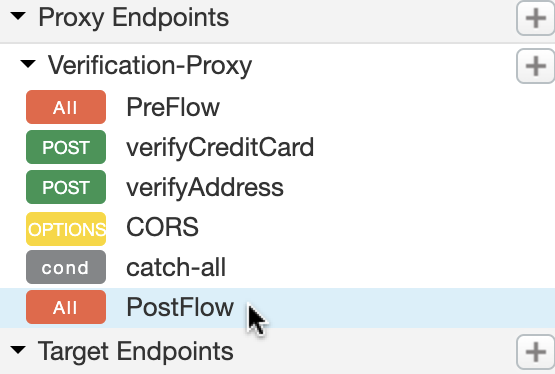 Proxy Endpoints
Verification-Proxy
All PreFlow
POST verifyCreditCard
POST verifyAddress
OPTIONS CORS
cond catch-all
All PostFlow
Target Endpoints